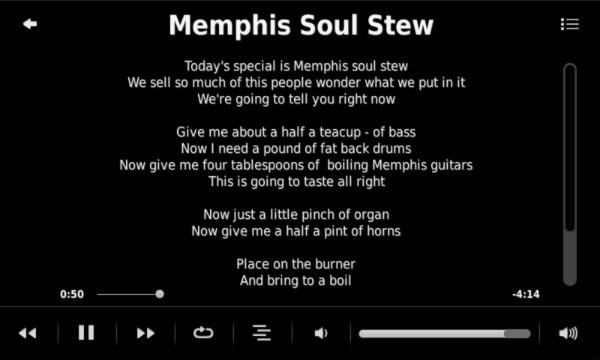 Memphis Soul Stew
Today's special is Memphis soul stew
We sell so much of this people wonder what we put in it
We're going to tell you right now
Give me about a half a teacup - of bass
Now I need a pound of fat back drums
Now give me four tablespoons of  boiling Memphis guitars
This is going to taste all right
Now just a little pinch of organ
Now give me a half a pint of horns
Place on the burner
And bring to a boil
0:50
-4:14